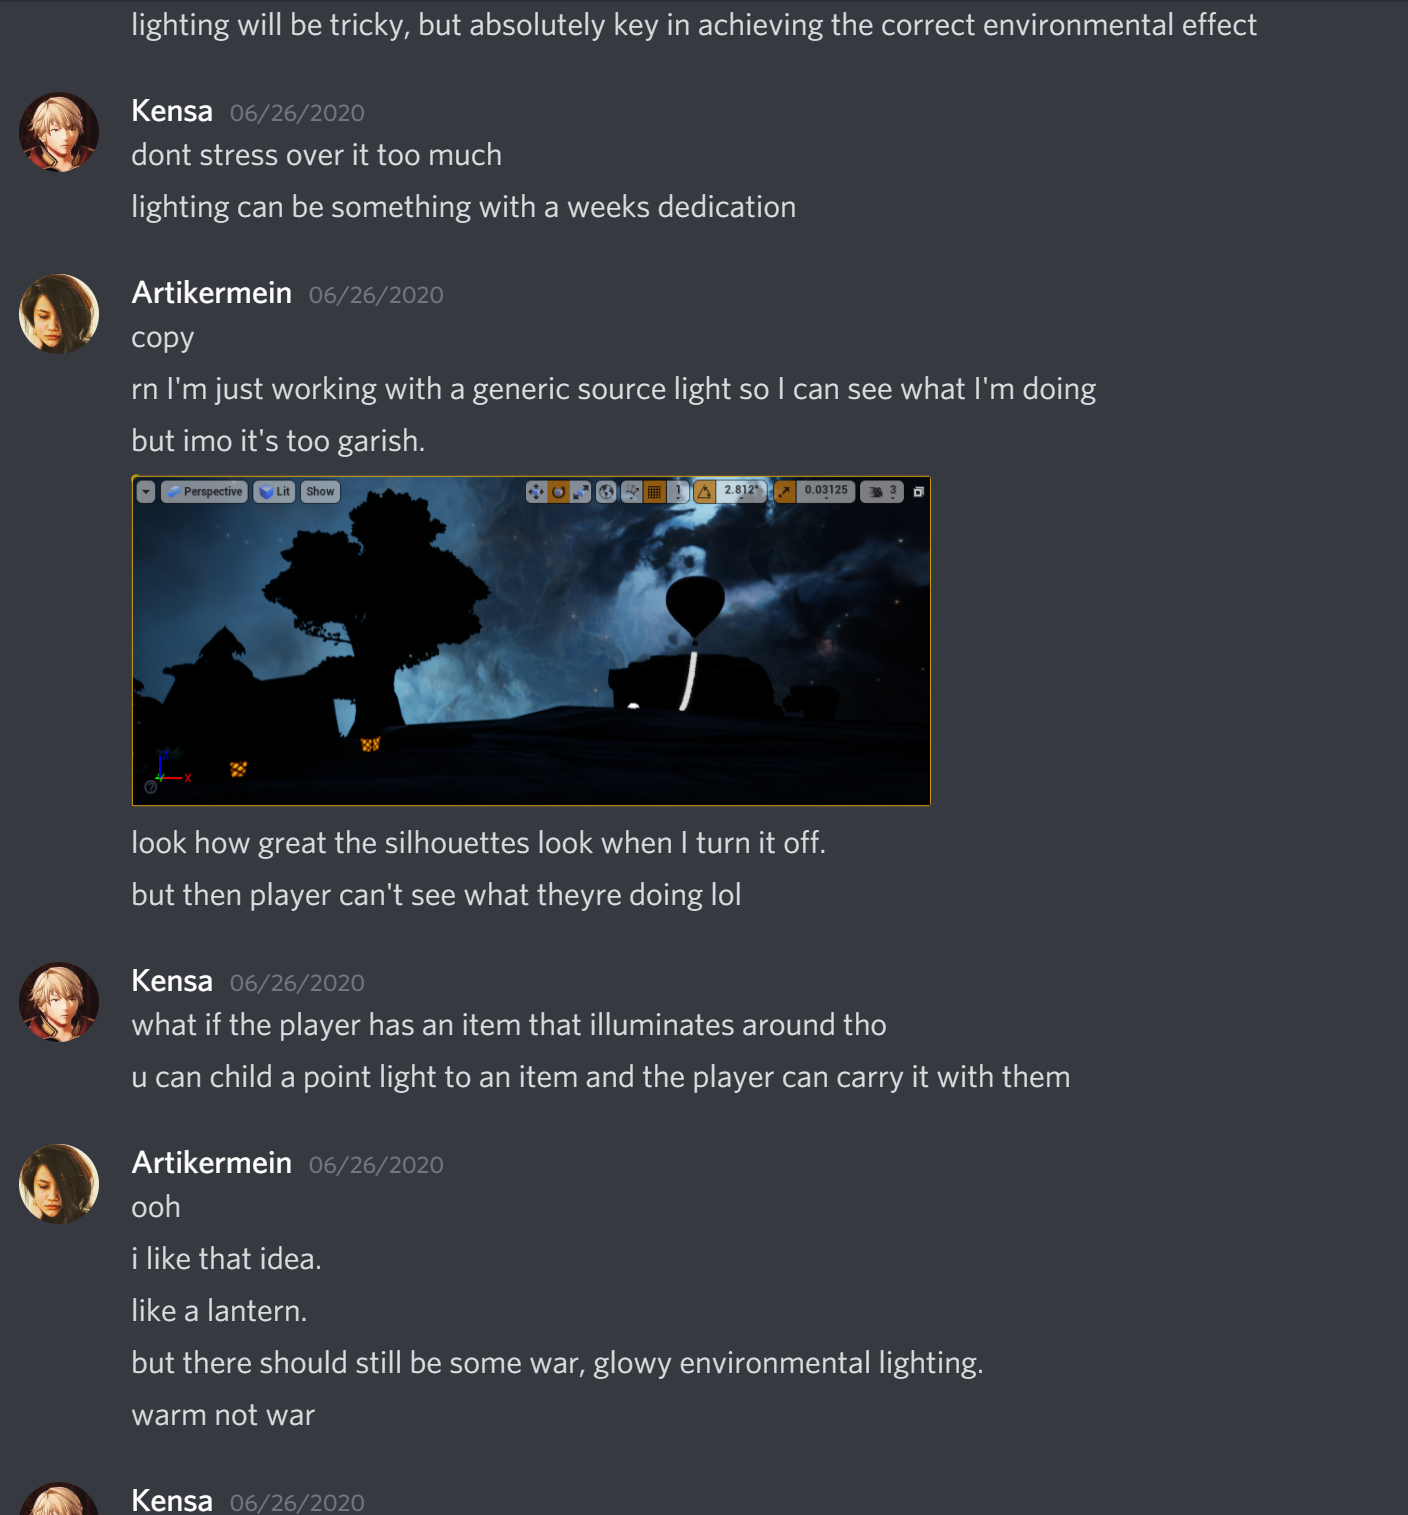 lighting will be tricky, but absolutely key in achieving the correct environmental effect
Kensa 06/26/2020
dont stress over it too much
lighting can be something with a weeks dedication
Artikermein 06/26/2020
copy
rn I'm just working with a generic source light so I can see what I'm doing
but imo it's too garish.
Perspective Lit Show 1 2.812° 0.03125 3
X
?
look how great the silhouettes look when I turn it off.
but then player can't see what theyre doing lol
Kensa 06/26/2020
what if the player has an item that illuminates around tho
u can child a point light to an item and the player can carry it with them
Artikermein 06/26/2020
ooh
i like that idea.
like a lantern.
but there should still be some war, glowy environmental lighting.
warm not war
Kensa 06/26/2020